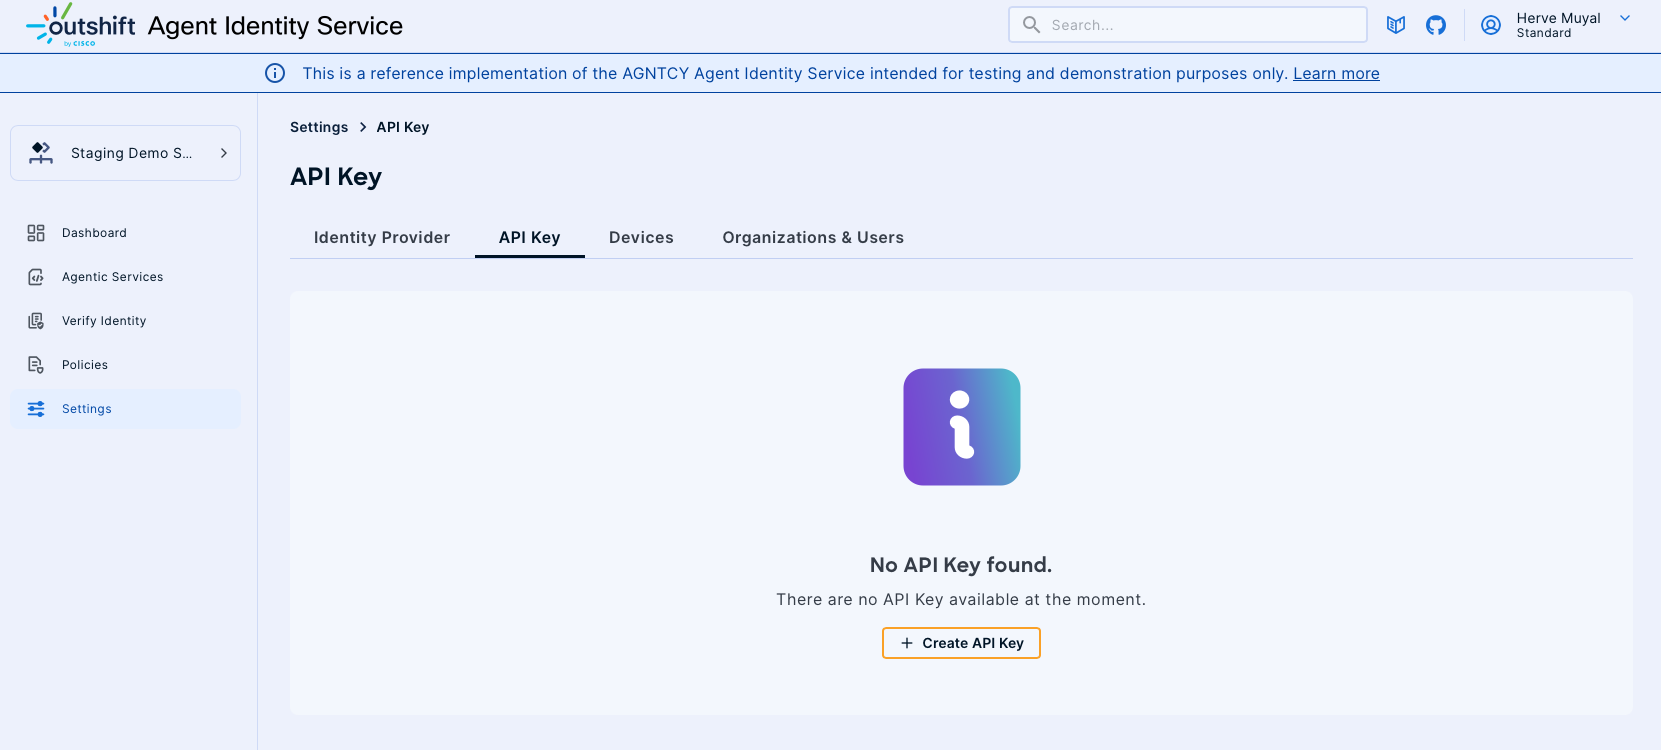 outshift
by CISCO
Agent Identity Service
Search...
Herve Muyal
Standard
This is a reference implementation of the AGNTCY Agent Identity Service intended for testing and demonstration purposes only. Learn more
Staging Demo S...
Dashboard
Agentic Services
Verify Identity
Policies
Settings
Settings > API Key
API Key
Identity Provider API Key Devices Organizations & Users
No API Key found.
There are no API Key available at the moment.
+ Create API Key